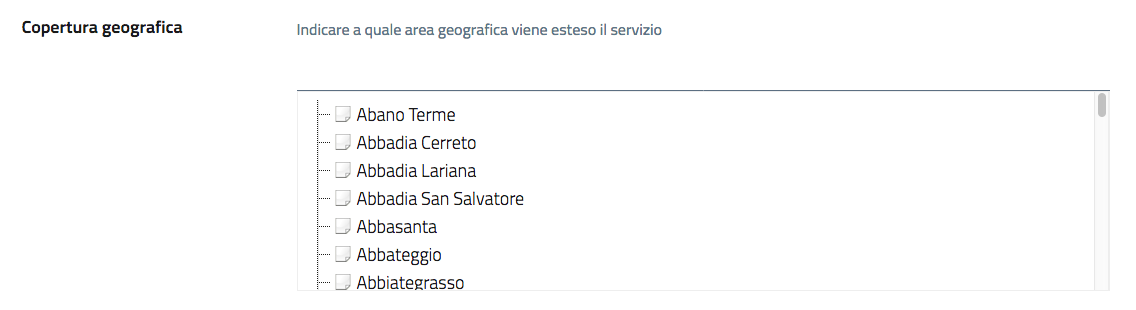 Copertura geografica
Indicare a quale area geografica viene esteso il servizio
Abano Terme
Abbadia Cerreto
Abbadia Lariana
Abbadia San Salvatore
Abbasanta
Abbateggio
Abbiategrasso